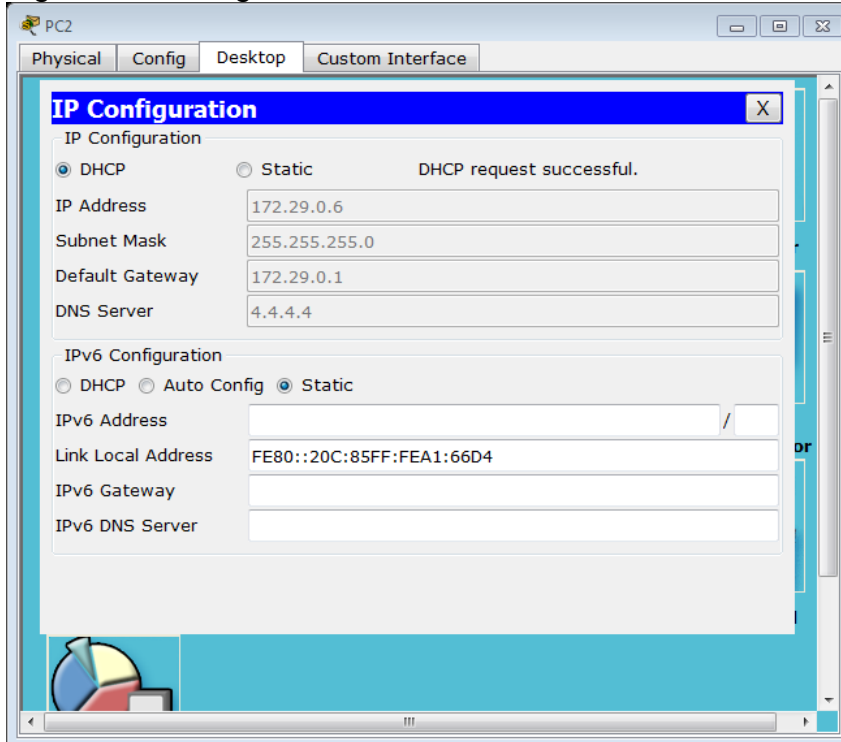 PC2
Physical Config Desktop Custom Interface
IP Configuration X
IP Configuration
DHCP Static DHCP request successful.
IP Address 172.29.0.6
Subnet Mask 255.255.255.0
Default Gateway 172.29.0.1
DNS Server 4.4.4.4
IPv6 Configuration
DHCP Auto Config Static
IPv6 Address /
Link Local Address FE80::20C:85FF:FEA1:66D4
IPv6 Gateway
IPv6 DNS Server
or